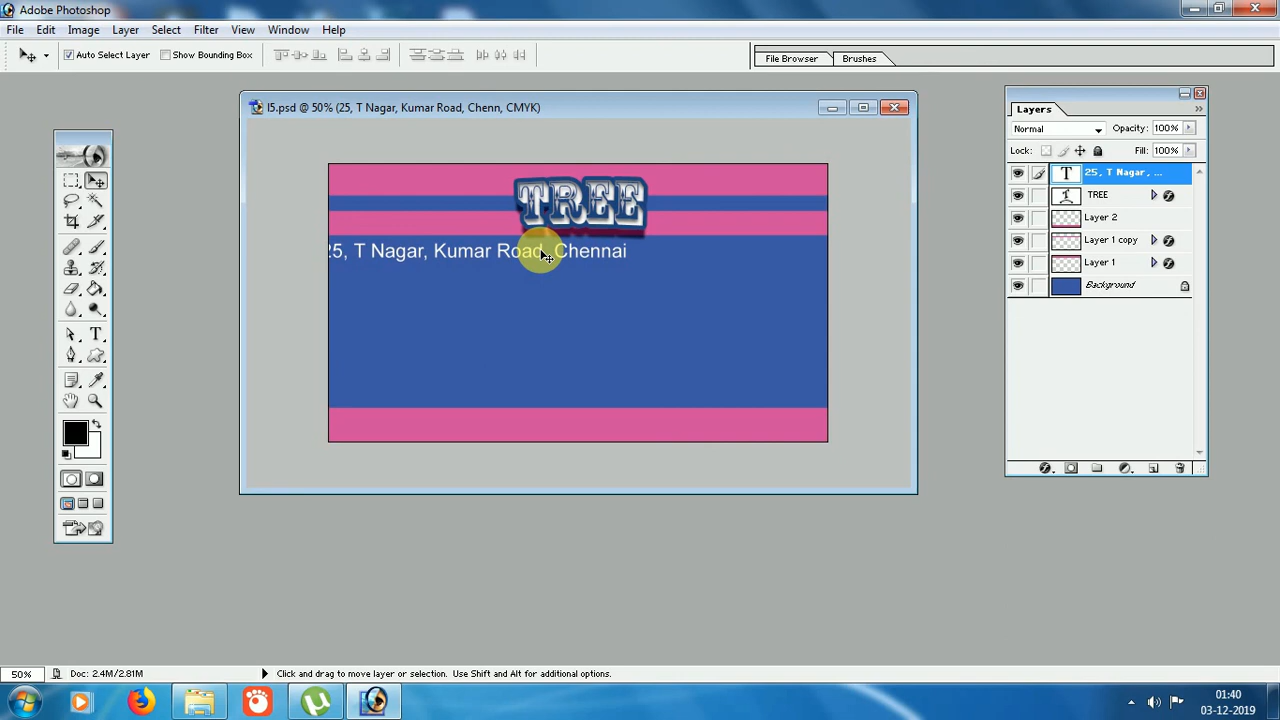 Adobe Photoshop
File Edit Image Layer Select Filter View Window Help
Auto Select Layer Show Bounding Box
File Browser Brushes
I5.psd @ 50% (25, T Nagar, Kumar Road, Chenn, CMYK)
TREE
25, T Nagar, Kumar Road, Chennai
Layers
Normal Opacity: 100%
Lock: Fill: 100%
T 25, T Nagar, ...
T TREE
Layer 2
Layer 1 copy
Layer 1
Background
50% Doc: 2.4M/2.81M Click and drag to move layer or selection. Use Shift and Alt for additional options.
01:40
03-12-2019